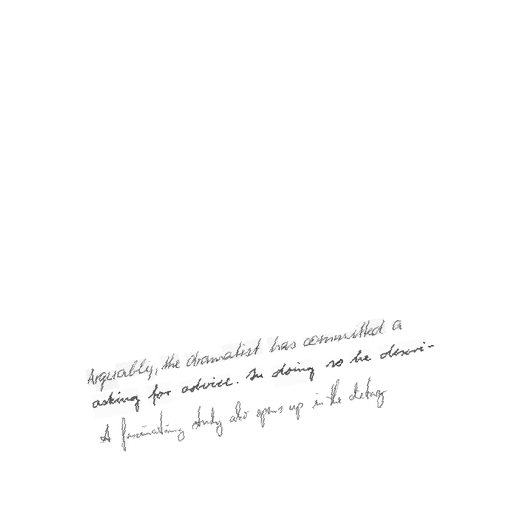 Arguably, the dramatist has committed a
asking for advice. In doing so he descri-
A fascinating study also opens up in the